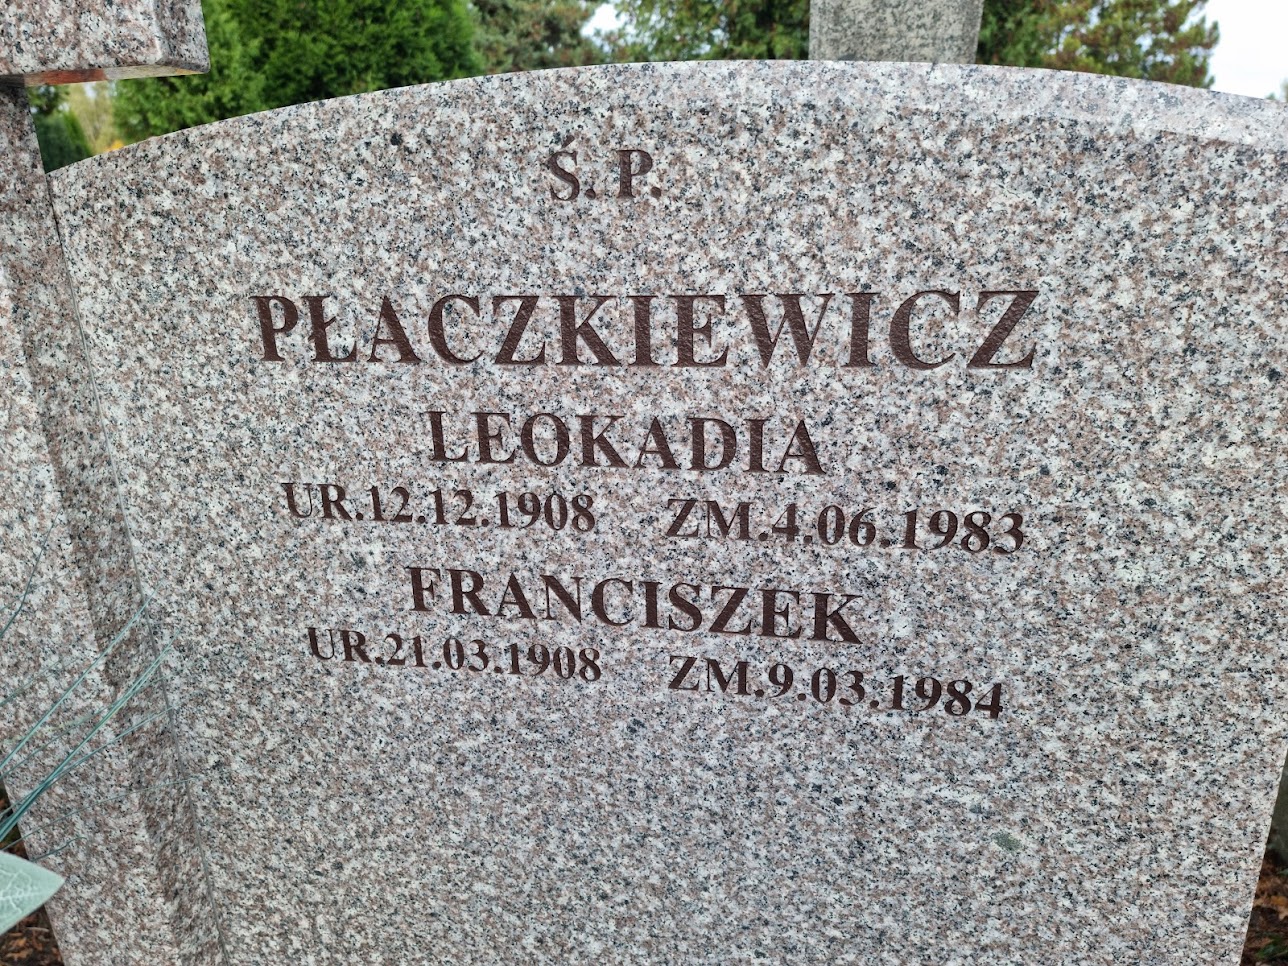 Ś. P.
PŁACZKIEWICZ
LEOKADIA
UR.12.12.1908 ZM.4.06.1983
FRANCISZEK
UR.21.03.1908 ZM.9.03.1984